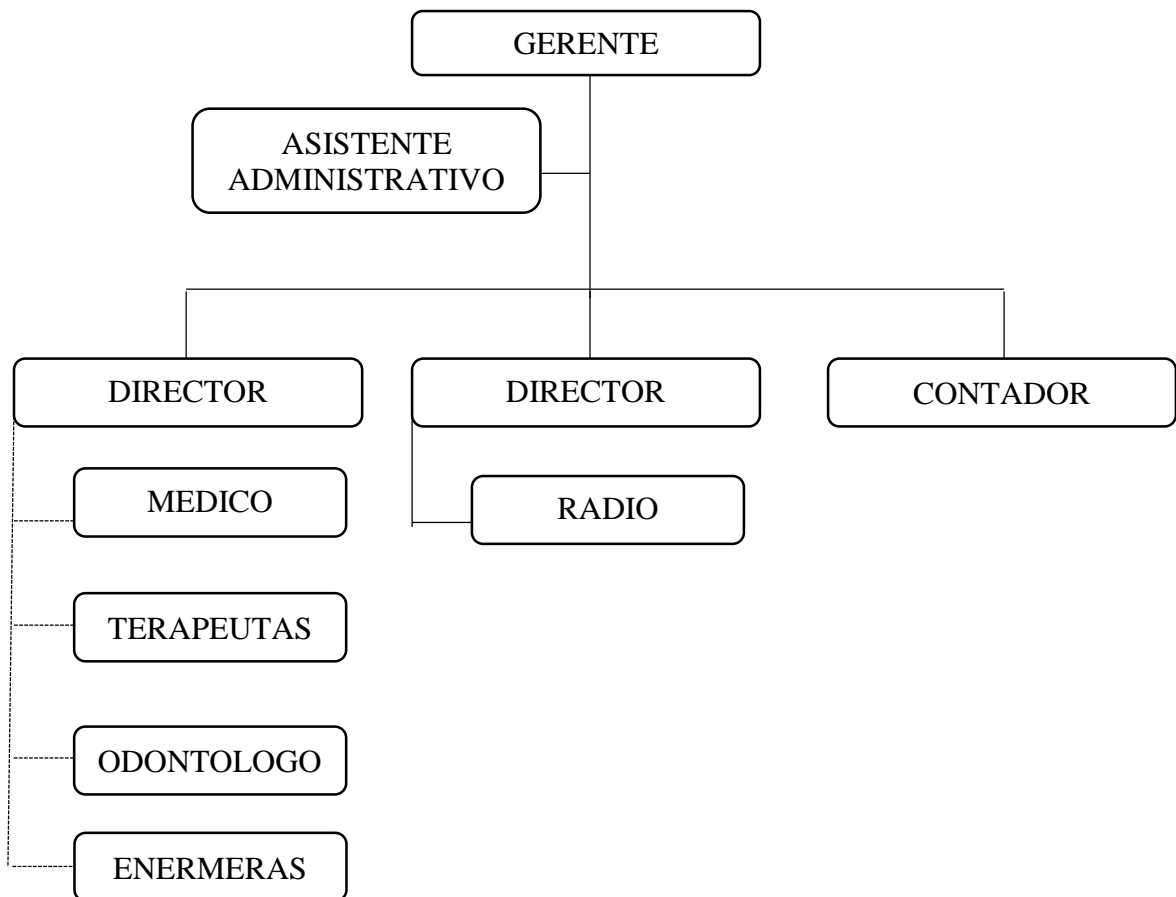 GERENTE
ASISTENTE
ADMINISTRATIVO
DIRECTOR
DIRECTOR
CONTADOR
MEDICO
RADIO
TERAPEUTAS
ODONTOLOGO
ENERMERAS